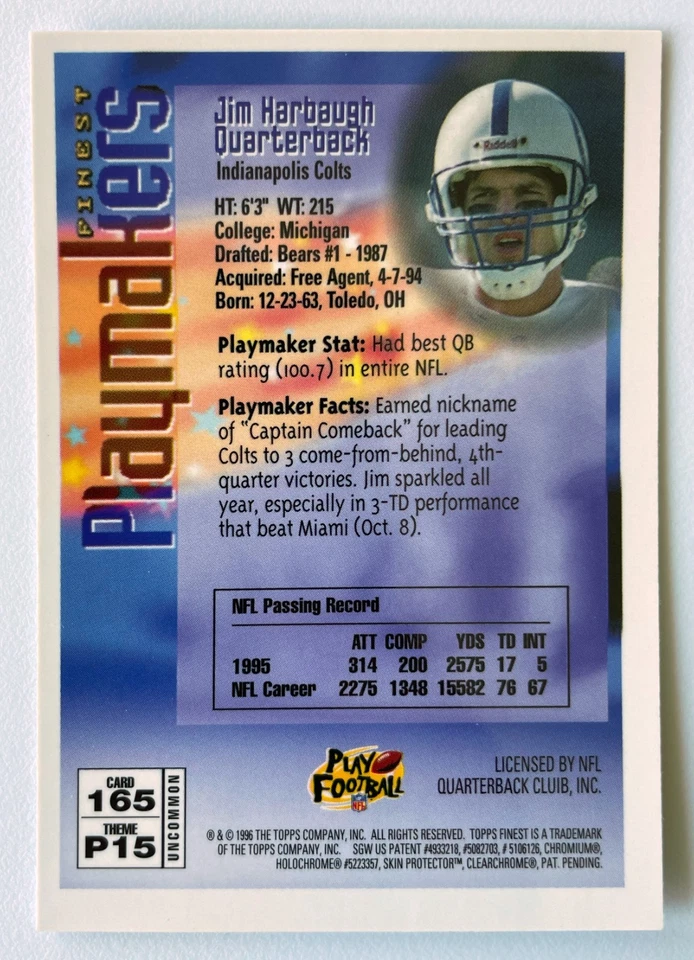 FINEST
Playmakers
Jim Harbaugh
Quarterback
Indianapolis Colts
Riddell
HT: 6'3" WT: 215
College: Michigan
Drafted: Bears #1 - 1987
Acquired: Free Agent, 4-7-94
Born: 12-23-63, Toledo, OH
Playmaker Stat: Had best QB
rating (100.7) in entire NFL.
Playmaker Facts: Earned nickname
of "Captain Comeback" for leading
Colts to 3 come-from-behind, 4th-
quarter victories. Jim sparkled all
year, especially in 3-TD performance
that beat Miami (Oct. 8).
NFL Passing Record
ATT COMP YDS TD INT
1995 314 200 2575 17 5
NFL Career 2275 1348 15582 76 67
CARD
165
THEME
P15
UNCOMMON
PLAY
FOOTBALL
NFL
LICENSED BY NFL
QUARTERBACK CLUIB, INC.
® & © 1996 THE TOPPS COMPANY, INC. ALL RIGHTS RESERVED. TOPPS FINEST IS A TRADEMARK
OF THE TOPPS COMPANY, INC. SGW US PATENT #4933218, #5082703, # 5106126, CHROMIUM®,
HOLOCHROME® #5223357, SKIN PROTECTOR™, CLEARCHROME®, PAT. PENDING.